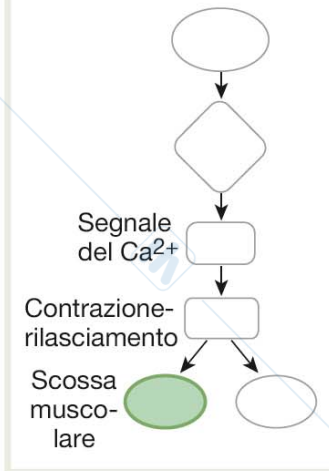 Segnale
del Ca²⁺
Contrazione-
rilasciamento
Scossa
musco-
lare